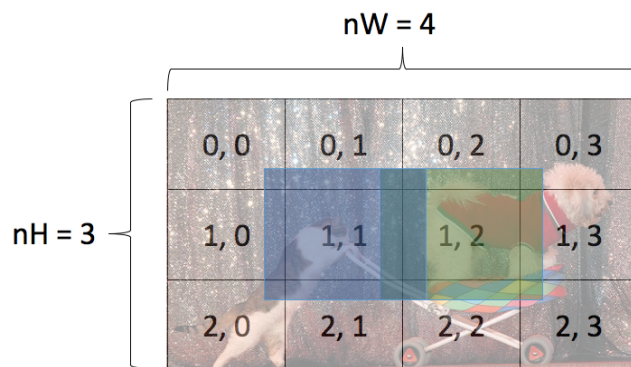 nW = 4
0, 0 0, 1 0, 2 0, 3
nH = 3
1, 0 1, 1 1, 2 1, 3
2, 0 2, 1 2, 2 2, 3